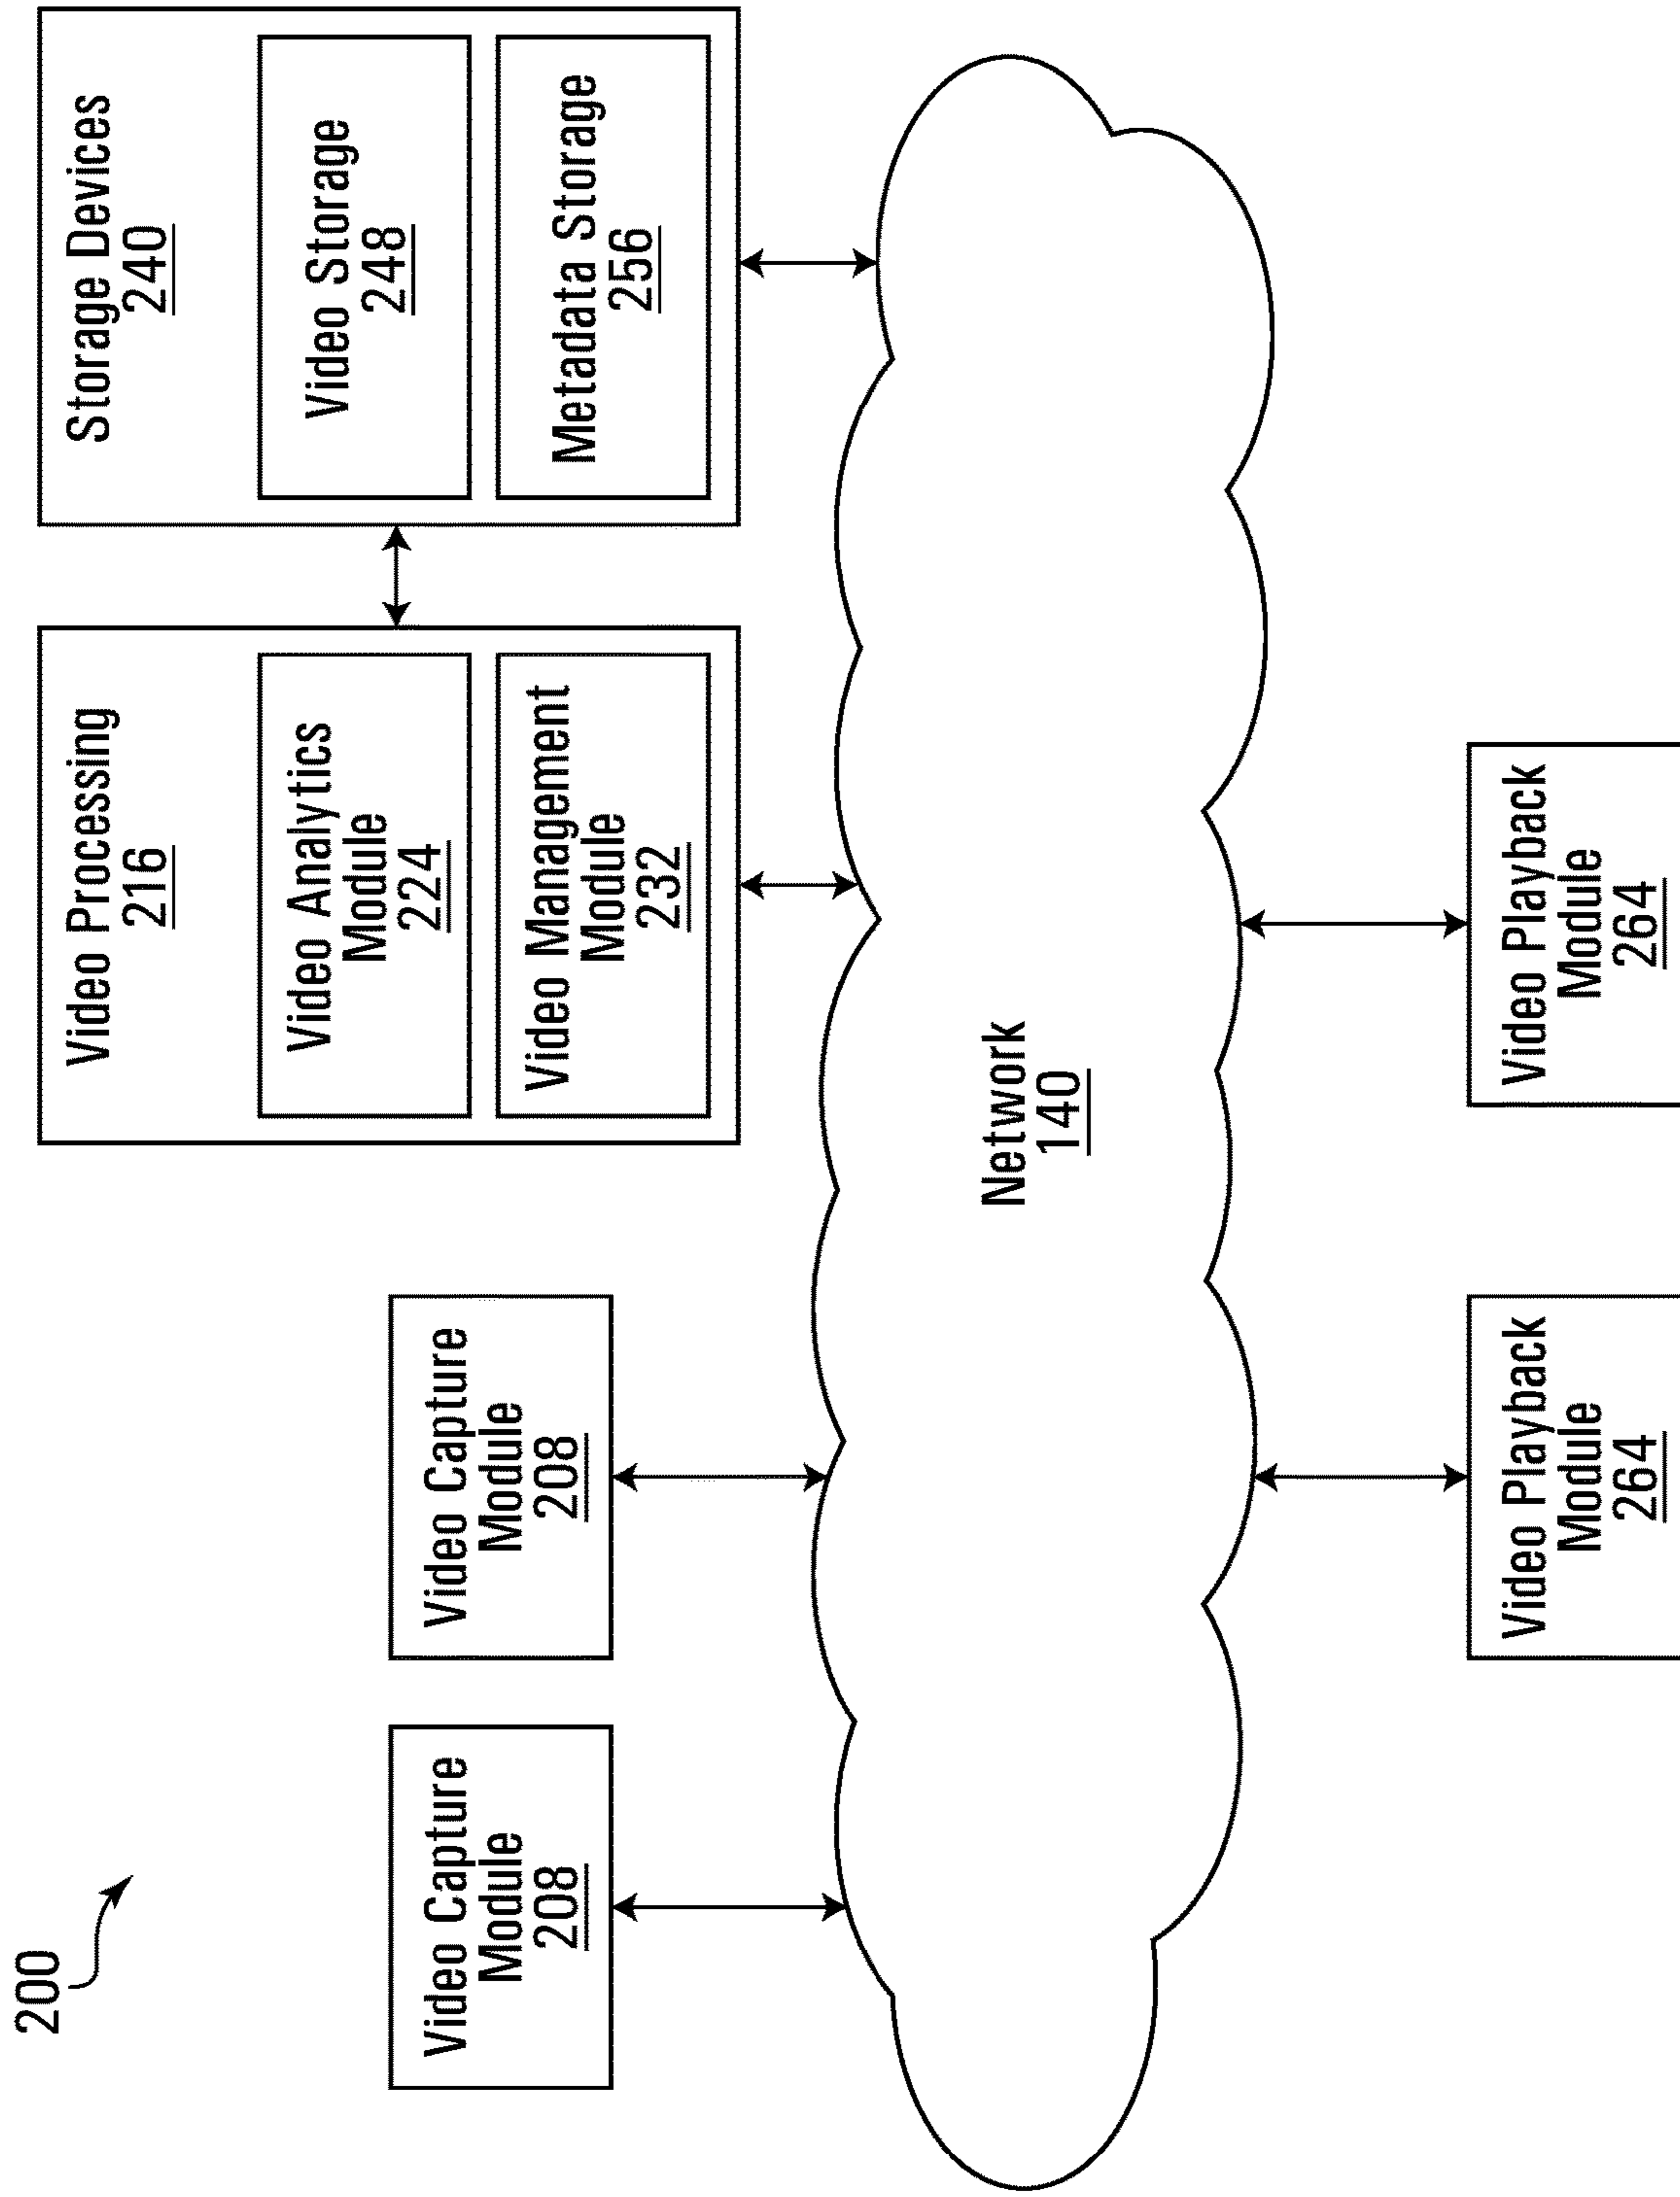 200
Video Capture
Module
208
Video Capture
Module
208
Video Processing
216
Video Analytics
Module
224
Video Management
Module
232
Storage Devices
240
Video Storage
248
Metadata Storage
256
Network
140
Video Playback
Module
264
Video Playback
Module
264